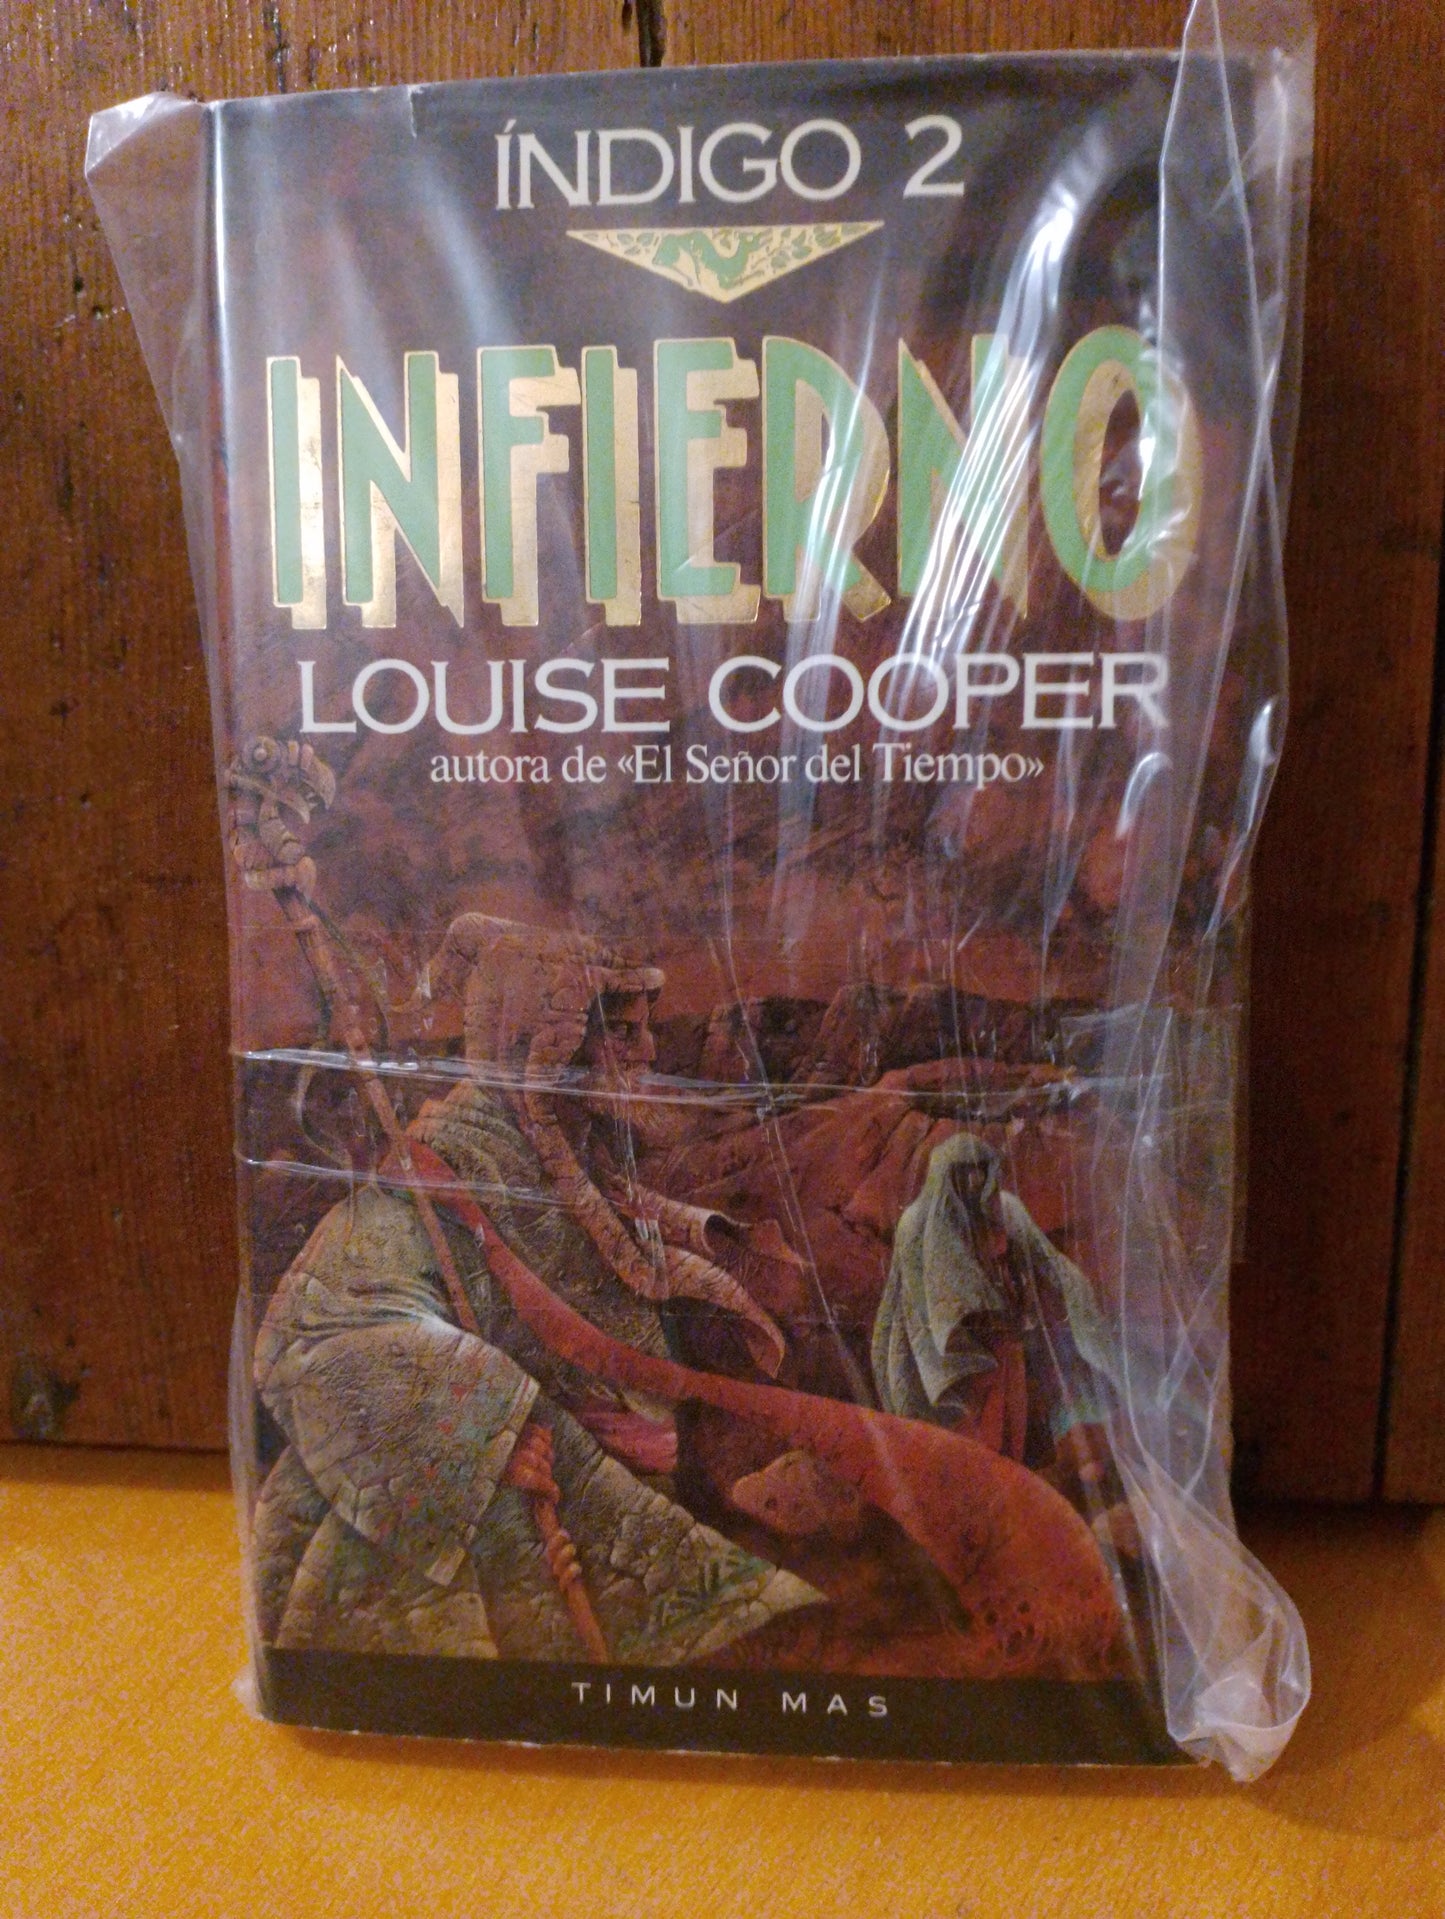 ÍNDIGO 2
INFIERNO
LOUISE COOPER
autora de «El Señor del Tiempo»
TIMUN MAS